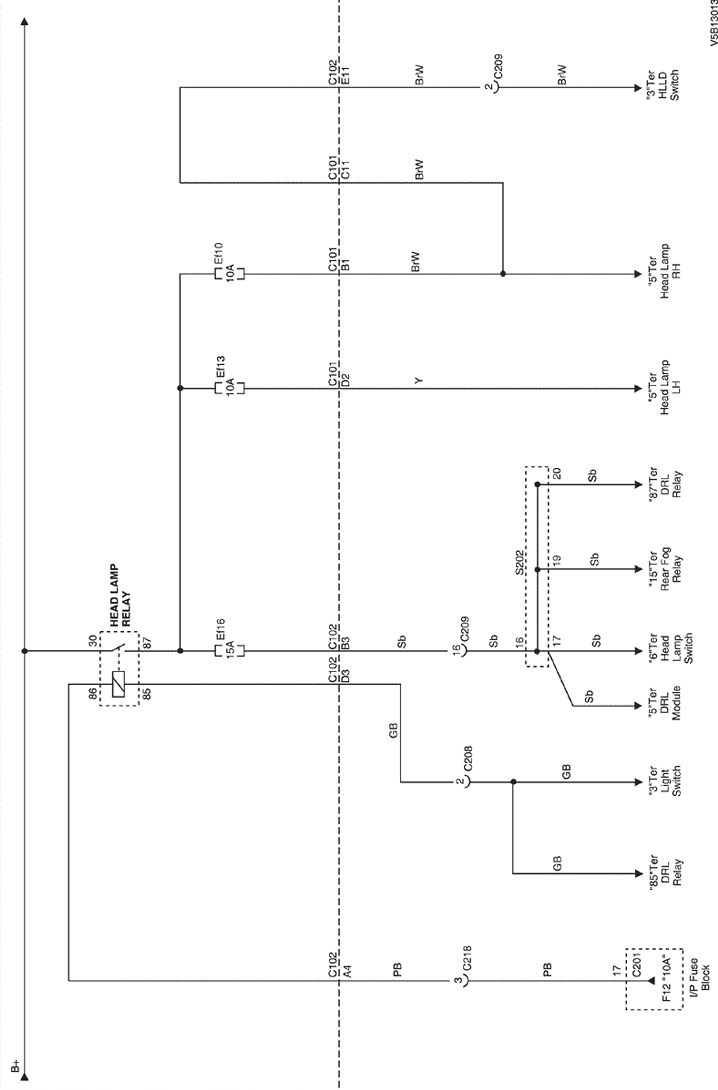 B+
HEAD LAMP
RELAY
86
30
85
87
Ef16
15A
Ef13
10A
Ef10
10A
C102
A4
C102
D3
C102
B3
C101
D2
C101
B1
C101
C11
C102
E11
PB
GB
Sb
Y
BrW
BrW
BrW
3
C218
2
C208
16
C209
2
C209
Sb
S202
16
17
19
20
PB
GB
GB
Sb
Sb
Sb
Sb
BrW
17
C201
F12 "10A"
I/P Fuse
Block
"85"Ter
DRL
Relay
"3"Ter
Light
Switch
"5"Ter
DRL
Module
"6"Ter
Head
Lamp
Switch
"15"Ter
Rear Fog
Relay
"87"Ter
DRL
Relay
"5"Ter
Head Lamp
LH
"5"Ter
Head Lamp
RH
"3"Ter
HLLD
Switch
V5B13013